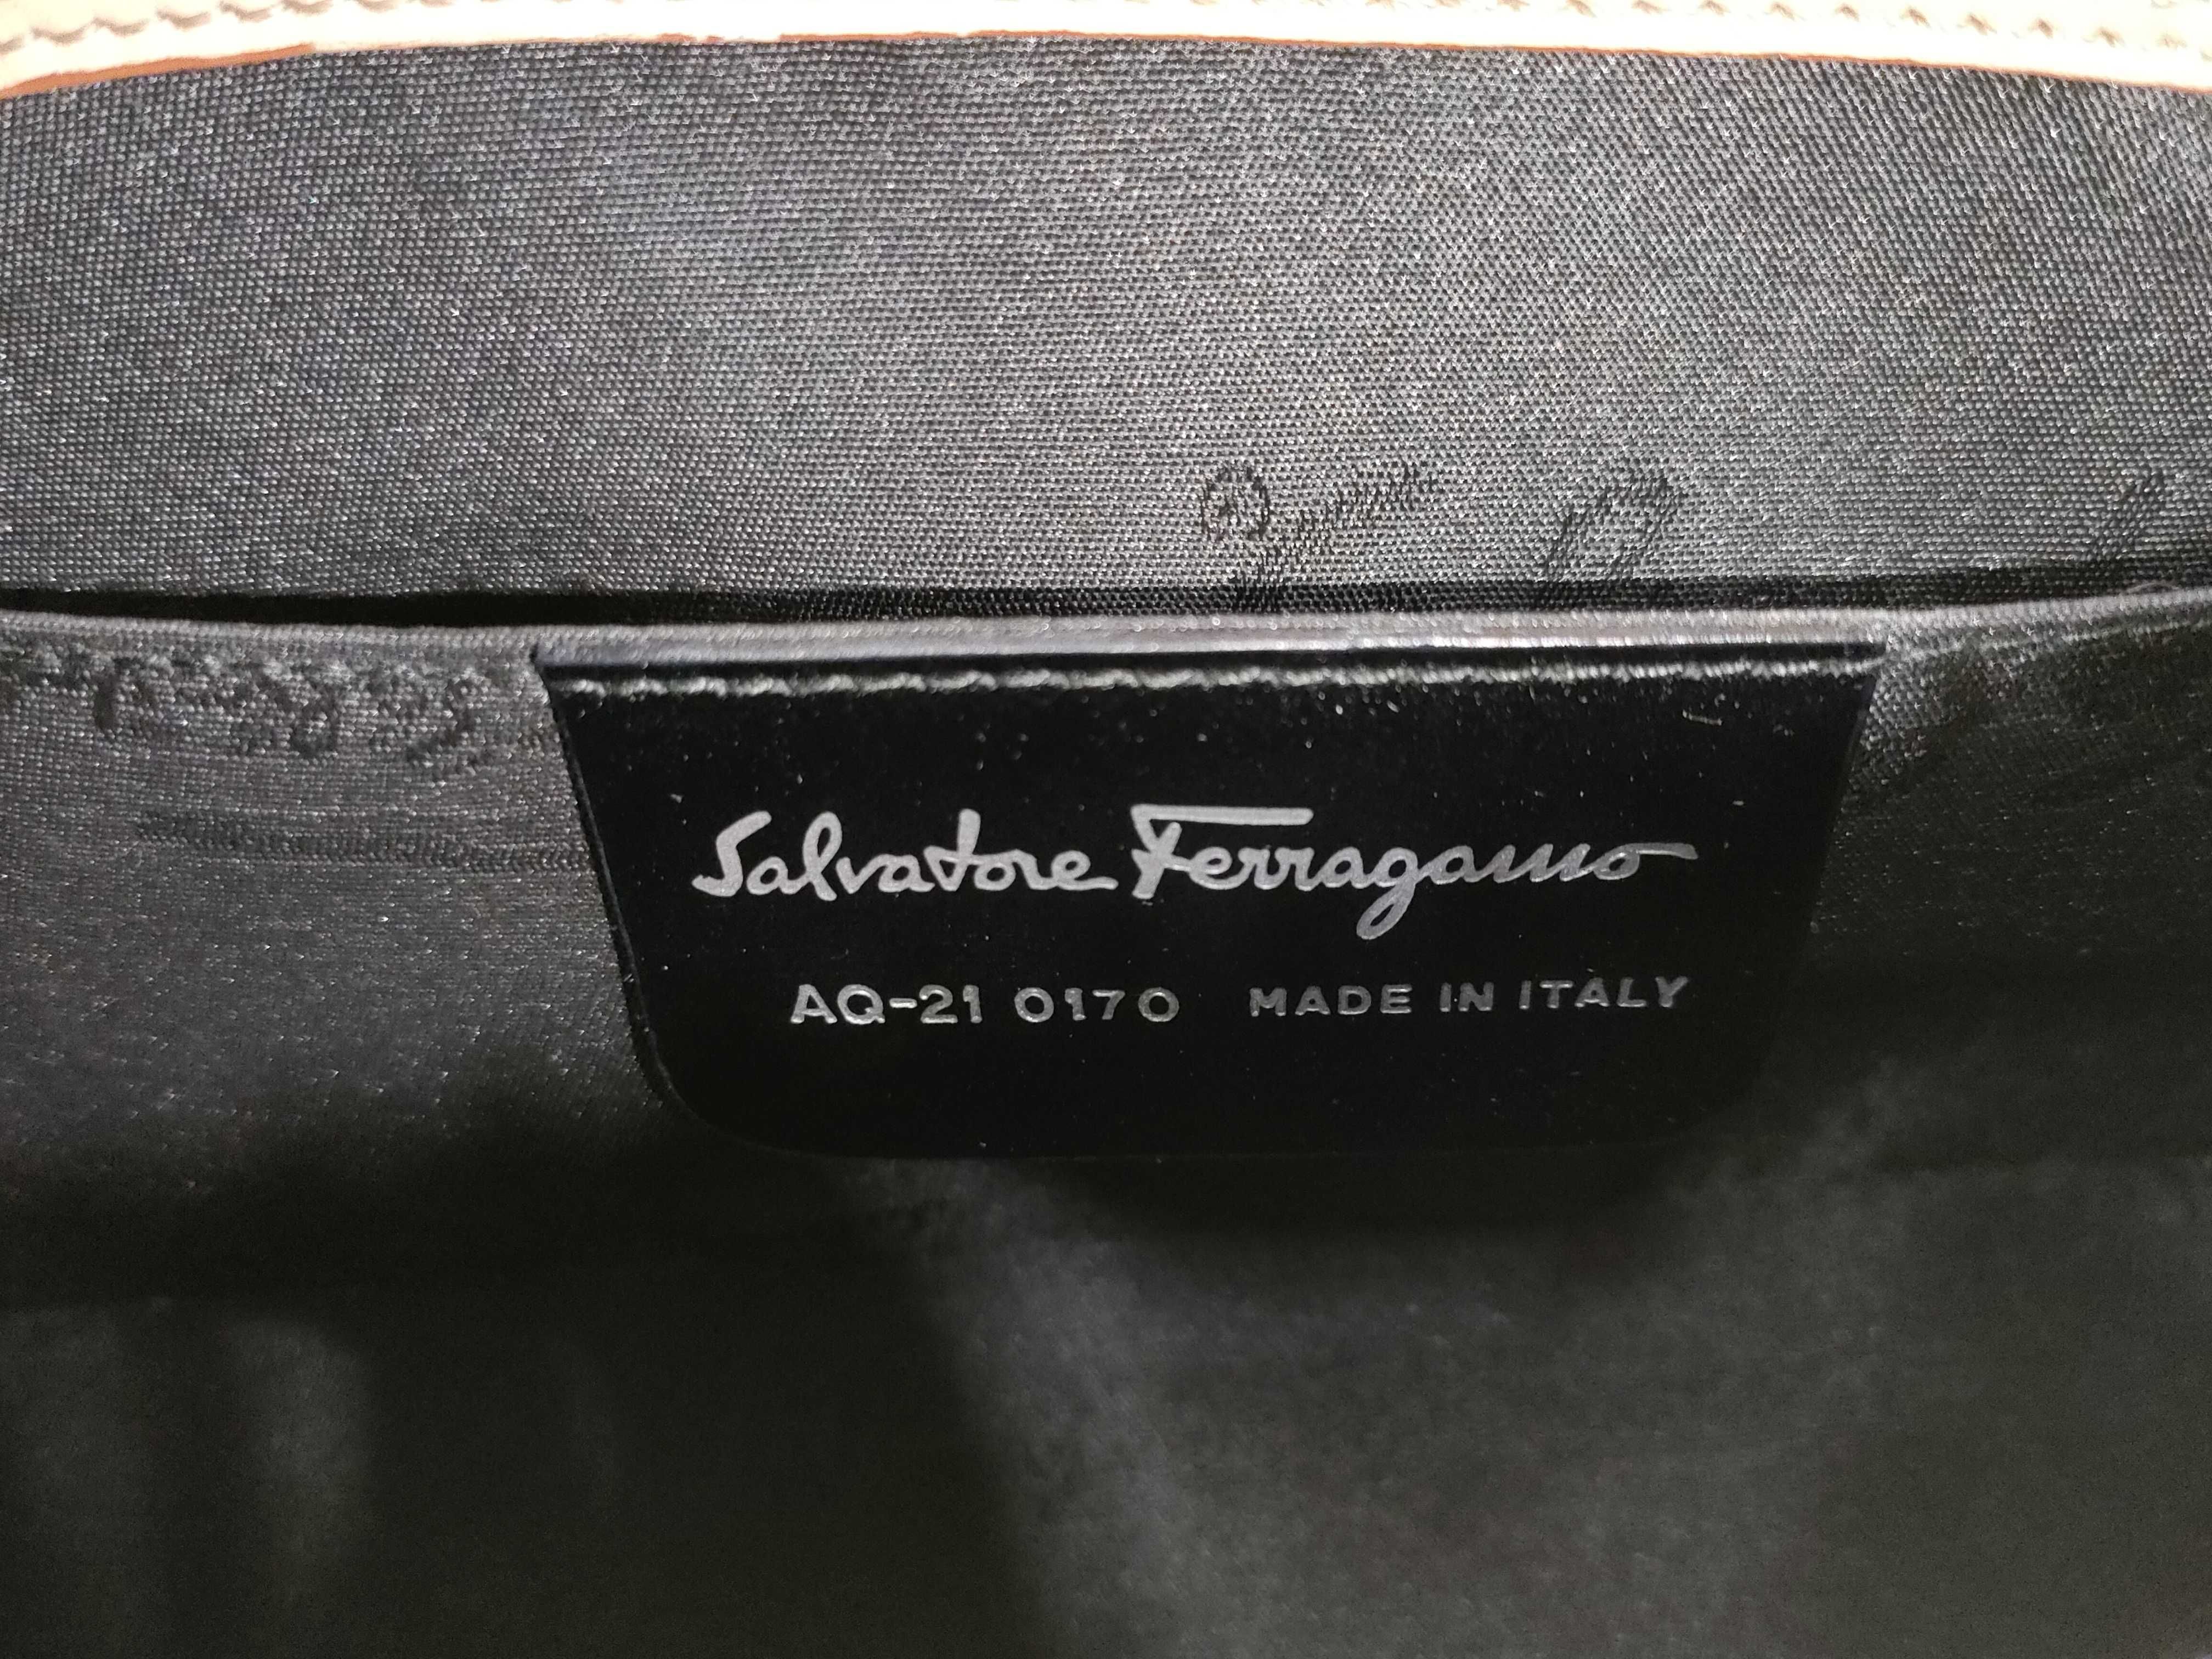 Salvatore Ferragamo
AQ-21 0170 MADE IN ITALY